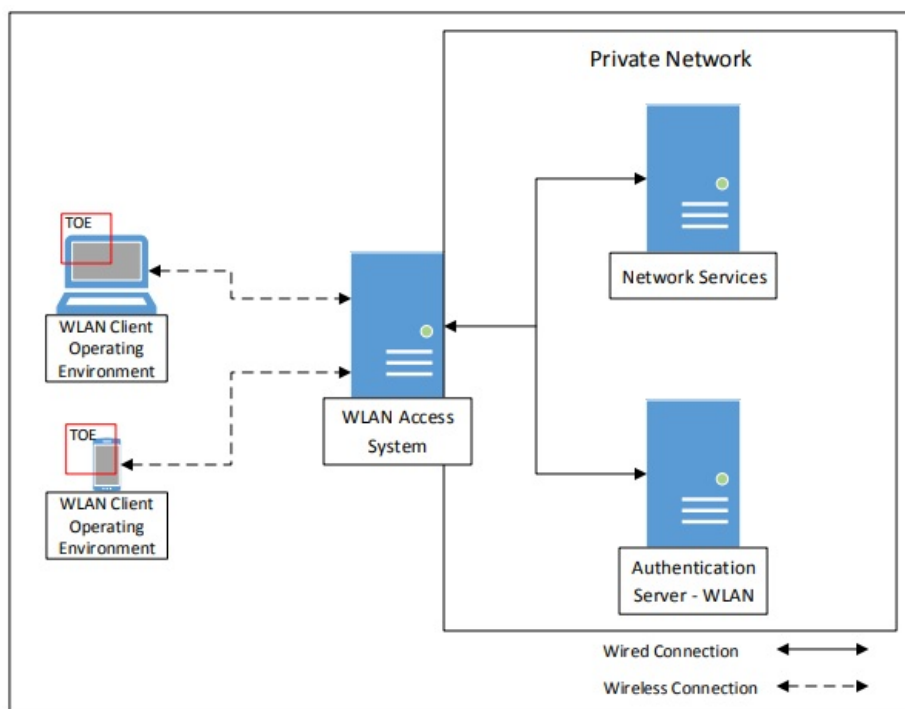 Private Network
TOE
WLAN Client
Operating
Environment
TOE
WLAN Client
Operating
Environment
WLAN Access
System
Network Services
Authentication
Server - WLAN
Wired Connection
Wireless Connection